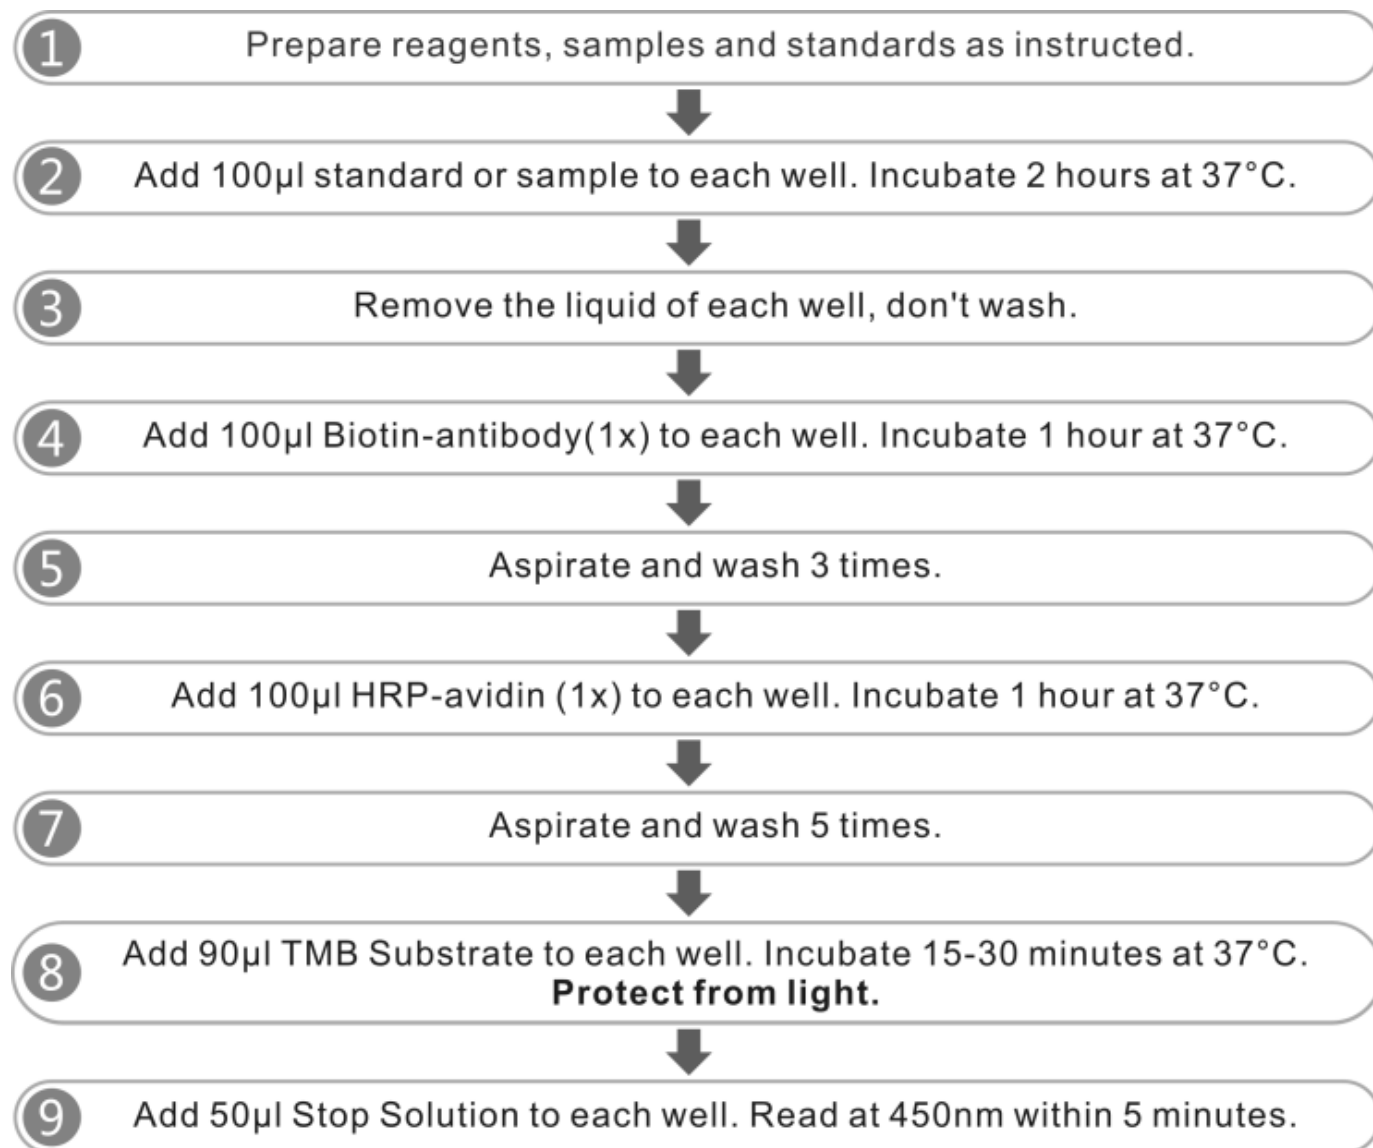 1 Prepare reagents, samples and standards as instructed.
2 Add 100µl standard or sample to each well. Incubate 2 hours at 37°C.
3 Remove the liquid of each well, don't wash.
4 Add 100µl Biotin-antibody(1x) to each well. Incubate 1 hour at 37°C.
5 Aspirate and wash 3 times.
6 Add 100µl HRP-avidin (1x) to each well. Incubate 1 hour at 37°C.
7 Aspirate and wash 5 times.
8 Add 90µl TMB Substrate to each well. Incubate 15-30 minutes at 37°C.
Protect from light.
9 Add 50µl Stop Solution to each well. Read at 450nm within 5 minutes.